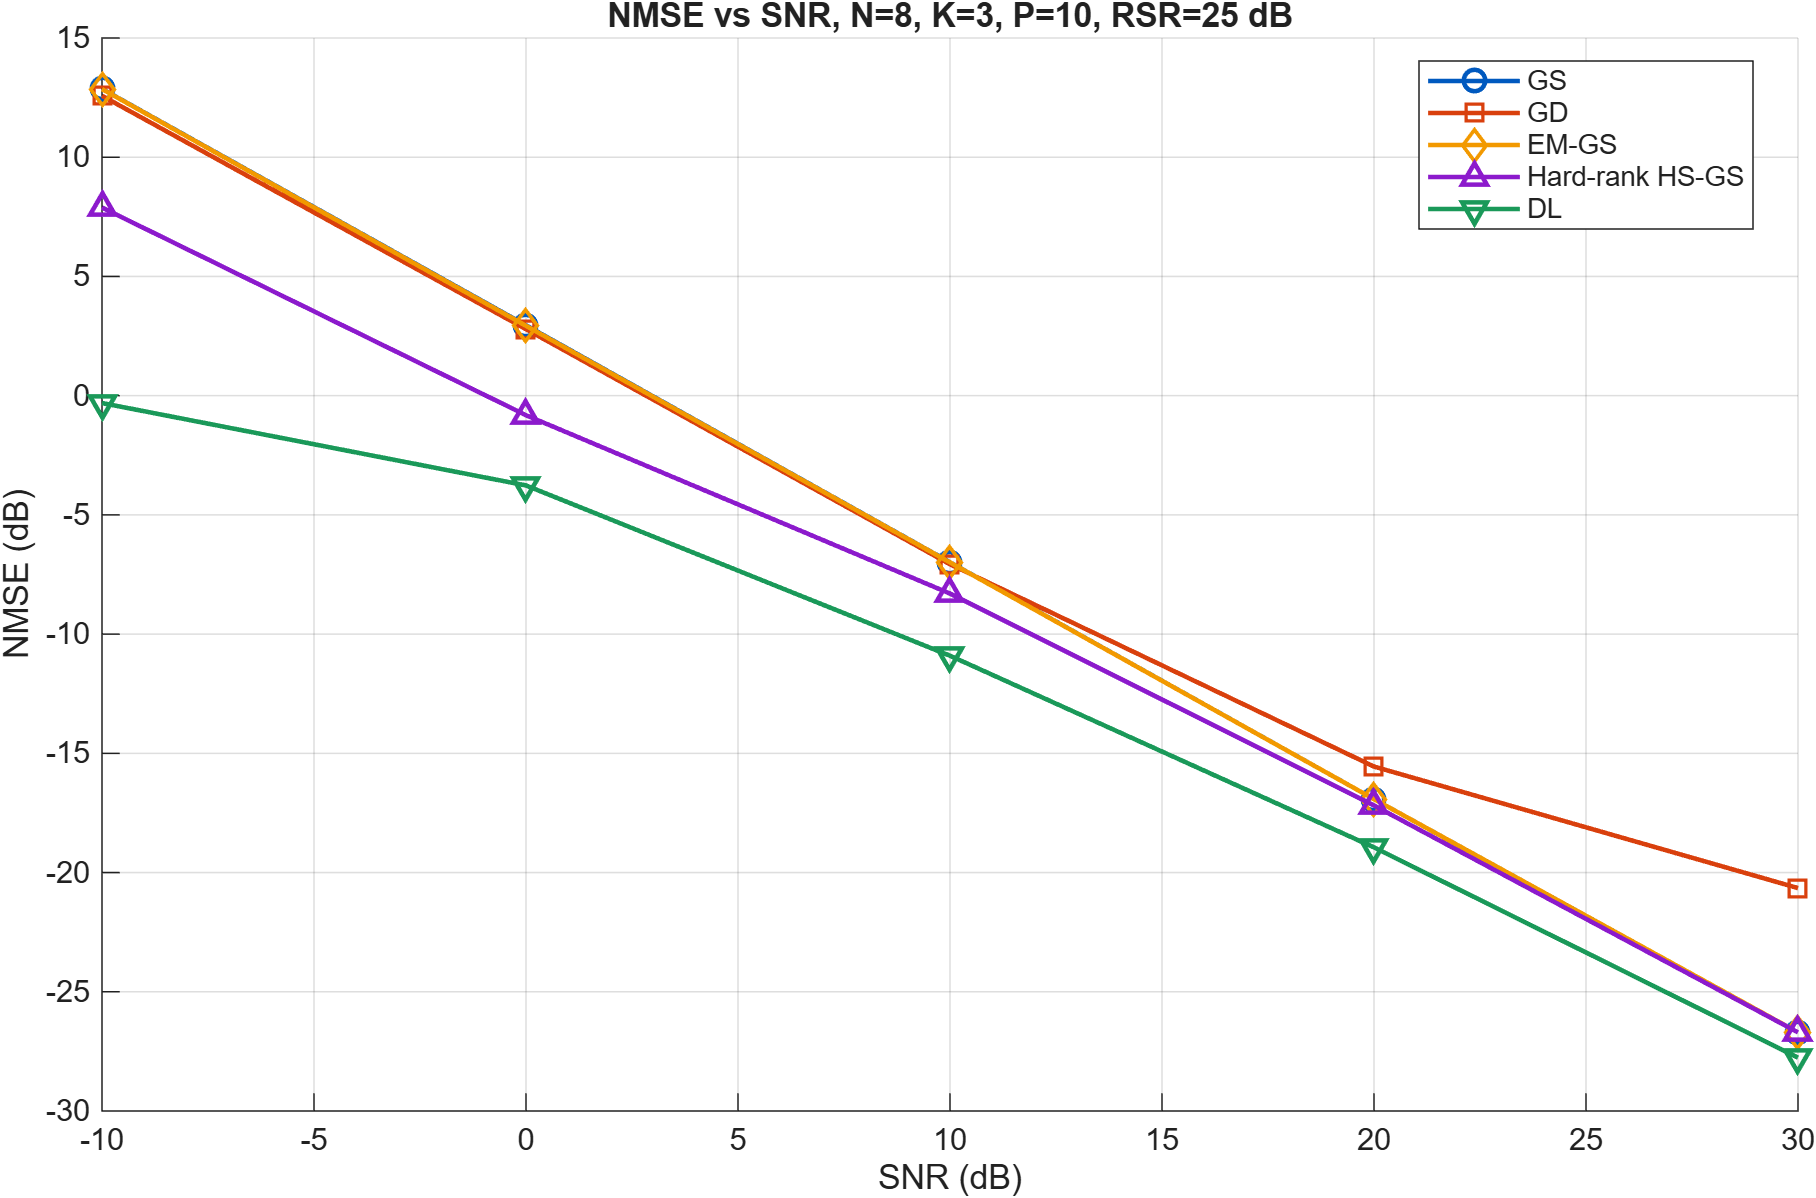 NMSE vs SNR, N=8, K=3, P=10, RSR=25 dB
15
10
5
0
-5
-10
-15
-20
-25
-30
NMSE (dB)
GS
GD
EM-GS
Hard-rank HS-GS
DL
-10 -5 0 5 10 15 20 25 30
SNR (dB)